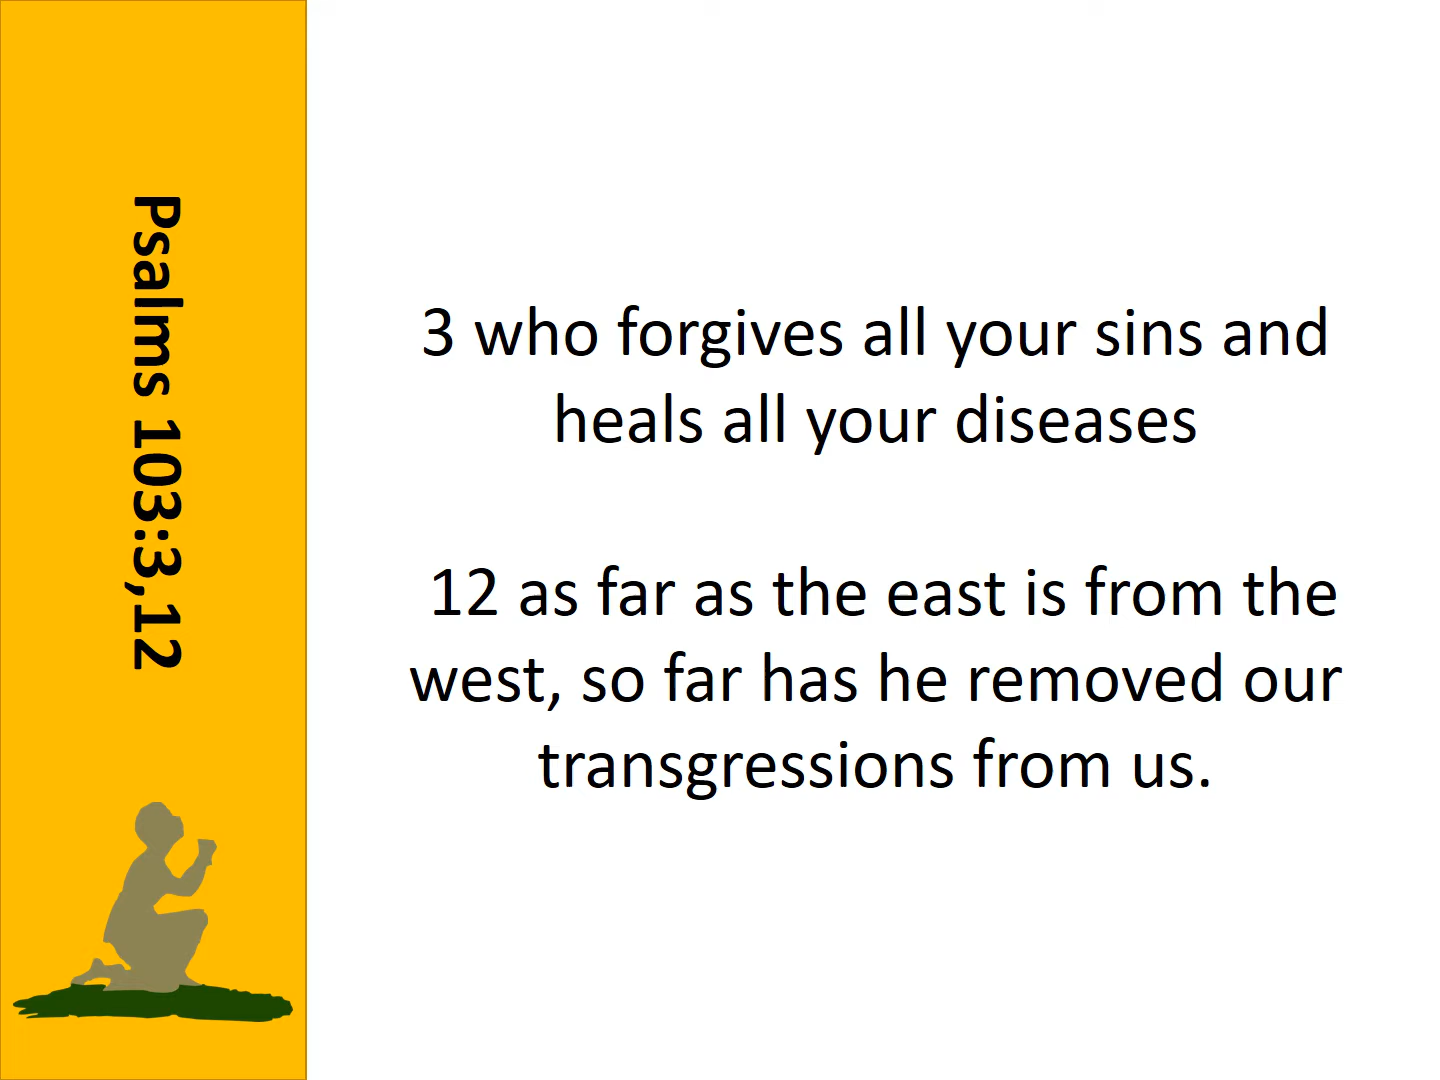 Psalms 103:3,12
3 who forgives all your sins and
heals all your diseases
12 as far as the east is from the
west, so far has he removed our
transgressions from us.